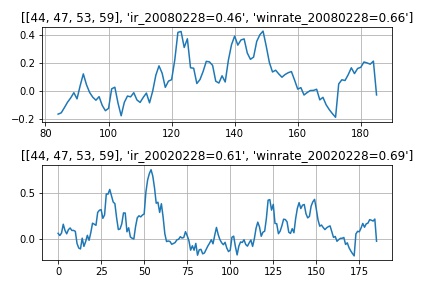 [[44, 47, 53, 59], 'ir_20080228=0.46', 'winrate_20080228=0.66']
0.4
0.2
0.0
−0.2
80 100 120 140 160 180
[[44, 47, 53, 59], 'ir_20020228=0.61', 'winrate_20020228=0.69']
0.5
0.0
0 25 50 75 100 125 150 175